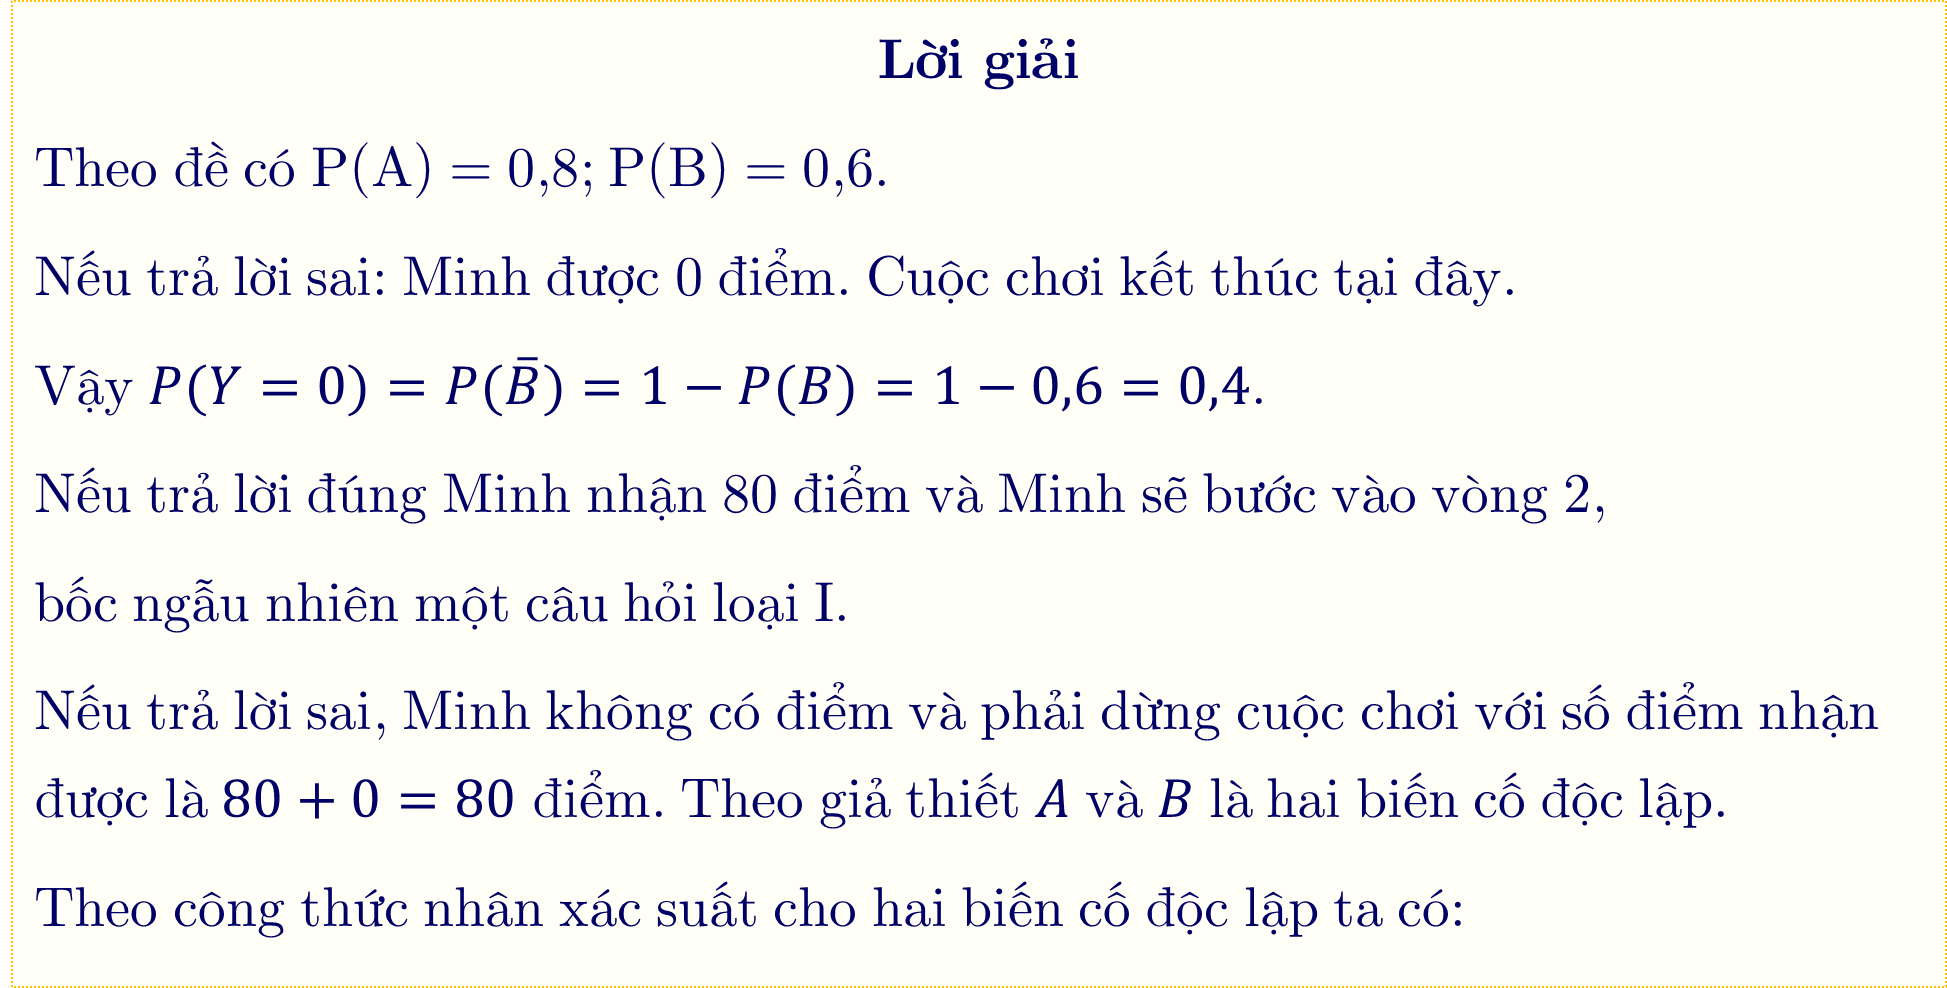 Lời giải
Theo đề có P(A) = 0,8; P(B) = 0,6.
Nếu trả lời sai: Minh được 0 điểm. Cuộc chơi kết thúc tại đây.
Vậy P(Y = 0) = P(B̄) = 1 − P(B) = 1 − 0,6 = 0,4.
Nếu trả lời đúng Minh nhận 80 điểm và Minh sẽ bước vào vòng 2,
bốc ngẫu nhiên một câu hỏi loại I.
Nếu trả lời sai, Minh không có điểm và phải dừng cuộc chơi với số điểm nhận
được là 80 + 0 = 80 điểm. Theo giả thiết A và B là hai biến cố độc lập.
Theo công thức nhân xác suất cho hai biến cố độc lập ta có: